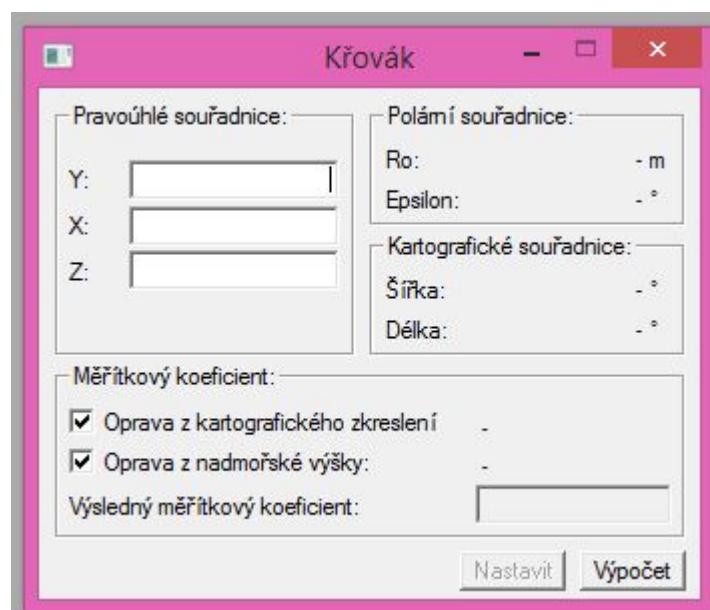 Křovák
Pravoúhlé souřadnice:
Y:
X:
Z:
Polární souřadnice:
Ro: - m
Epsilon: - °
Kartografické souřadnice:
Šířka: - °
Délka: - °
Měřítkový koeficient:
Oprava z kartografického zkreslení -
Oprava z nadmořské výšky: -
Výsledný měřítkový koeficient:
Nastavit Výpočet